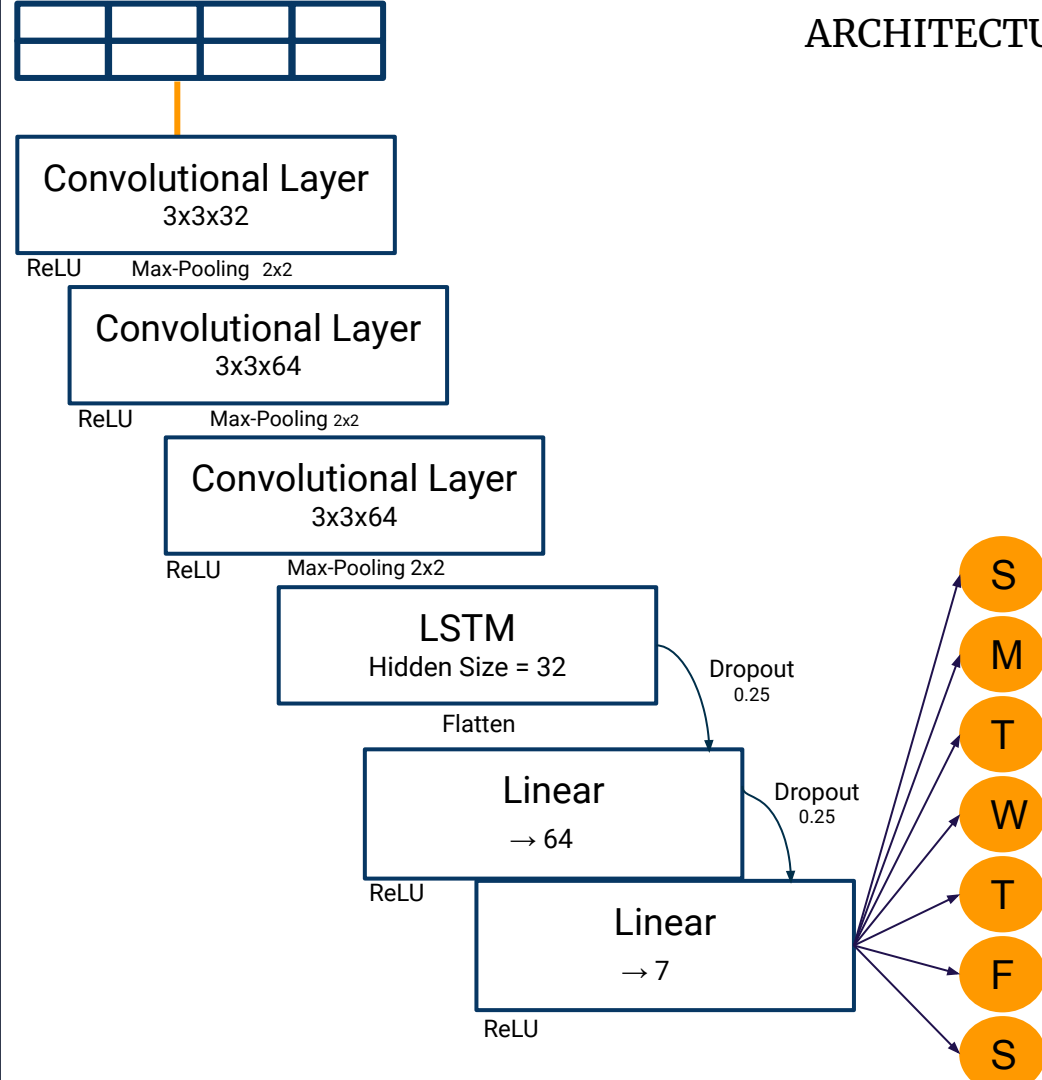 ARCHITECTU
Convolutional Layer
3x3x32
ReLU Max-Pooling 2x2
Convolutional Layer
3x3x64
ReLU Max-Pooling 2x2
Convolutional Layer
3x3x64
ReLU Max-Pooling 2x2
LSTM
Hidden Size = 32
Dropout
0.25
Flatten
Linear
→ 64
Dropout
0.25
ReLU
Linear
→ 7
ReLU
S
M
T
W
T
F
S